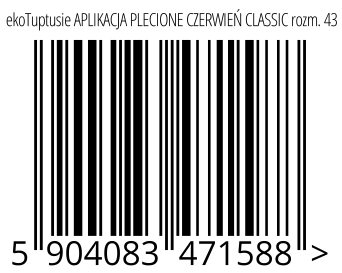 ekoTuptusie APLIKACJA PLECIONE CZERWIEŃ CLASSIC rozm. 43
5 904083 471588 >